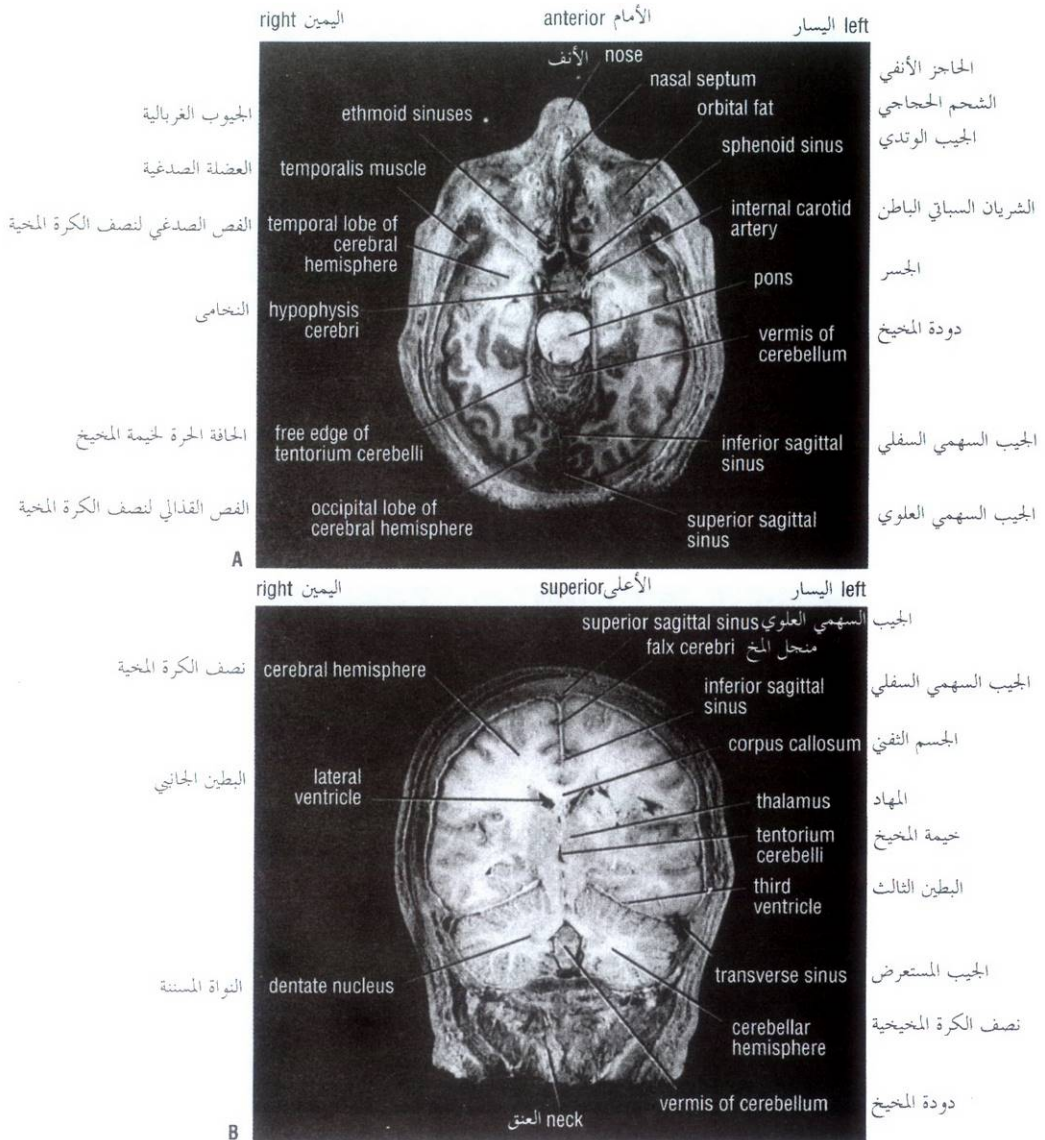 right اليمين
anterior الأمام
left اليسار
الأنف nose
الحاجز الأنفي
nasal septum
الشحم الحجاجي
الجيوب الغربالية
ethmoid sinuses
orbital fat
الجيب الوتدي
sphenoid sinus
العضلة الصدغية
temporalis muscle
الشريان السباتي الباطن
internal carotid
artery
الفص الصدغي لنصف الكرة المخية
temporal lobe of
cerebral
hemisphere
الجسر
pons
النخامى
hypophysis
cerebri
دودة المخيخ
vermis of
cerebellum
الحافة الحرة لخيمة المخيخ
free edge of
tentorium cerebelli
inferior sagittal
sinus
الجيب السهمي السفلي
الفص القذالي لنصف الكرة المخية
occipital lobe of
cerebral hemisphere
superior sagittal
sinus
الجيب السهمي العلوي
A
right اليمين
superior الأعلى
left اليسار
superior sagittal sinus الجيب السهمي العلوي
falx cerebri منجل المخ
نصف الكرة المخية
cerebral hemisphere
inferior sagittal
sinus
الجيب السهمي السفلي
corpus callosum
الجسم الثفني
البطين الجانبي
lateral
ventricle
thalamus
المهاد
tentorium
cerebelli
خيمة المخيخ
third
ventricle
البطين الثالث
transverse sinus
الجيب المستعرض
النواة المسننة
dentate nucleus
cerebellar
hemisphere
نصف الكرة المخيخية
vermis of cerebellum
دودة المخيخ
العنق neck
B